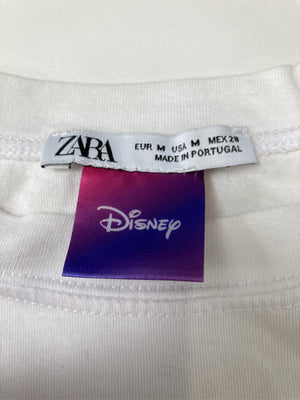 ZARA
EUR M USA M MEX 28
MADE IN PORTUGAL
Disney